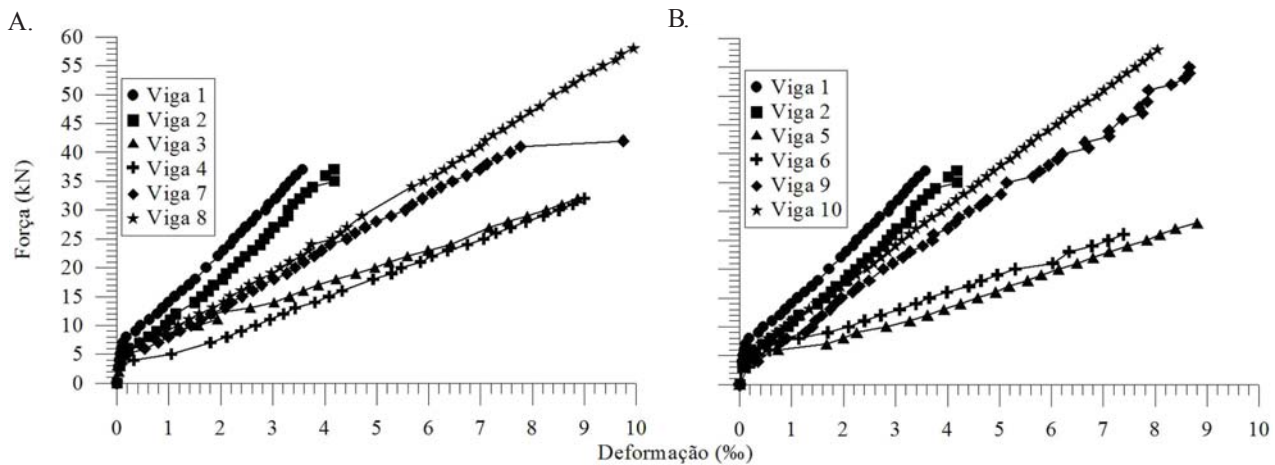 A.
B.
60
55
50
45
40
35
30
25
20
15
10
5
0
Força (kN)
Viga 1
Viga 2
Viga 3
Viga 4
Viga 7
Viga 8
Viga 1
Viga 2
Viga 5
Viga 6
Viga 9
Viga 10
0 1 2 3 4 5 6 7 8 9 10
0 1 2 3 4 5 6 7 8 9 10
Deformação (‰)